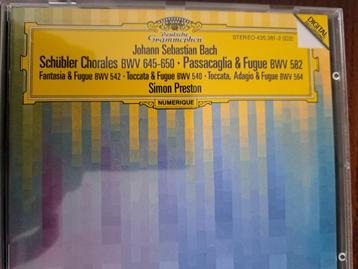 Deutsche
Grammophon
DIGITAL
STEREO 435 381-2
Johann Sebastian Bach
Schübler Chorales BWV 645-650 · Passacaglia & Fugue BWV 582
Fantasia & Fugue BWV 542 · Toccata & Fugue BWV 540 · Toccata, Adagio & Fugue BWV 564
Simon Preston
NUMERIQUE